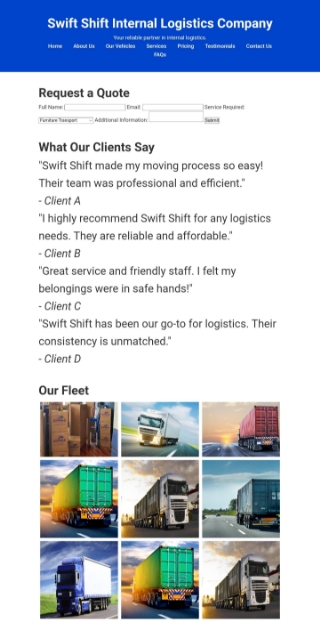 Swift Shift Internal Logistics Company
Your reliable partner in internal logistics.
Home About Us Our Vehicles Services Pricing Testimonials Contact Us
FAQs
Request a Quote
Full Name Email Service Required
Furniture Transport Additional Information Submit
What Our Clients Say
"Swift Shift made my moving process so easy!
Their team was professional and efficient."
- Client A
"I highly recommend Swift Shift for any logistics
needs. They are reliable and affordable."
- Client B
"Great service and friendly staff. I felt my
belongings were in safe hands!"
- Client C
"Swift Shift has been our go-to for logistics. Their
consistency is unmatched."
- Client D
Our Fleet